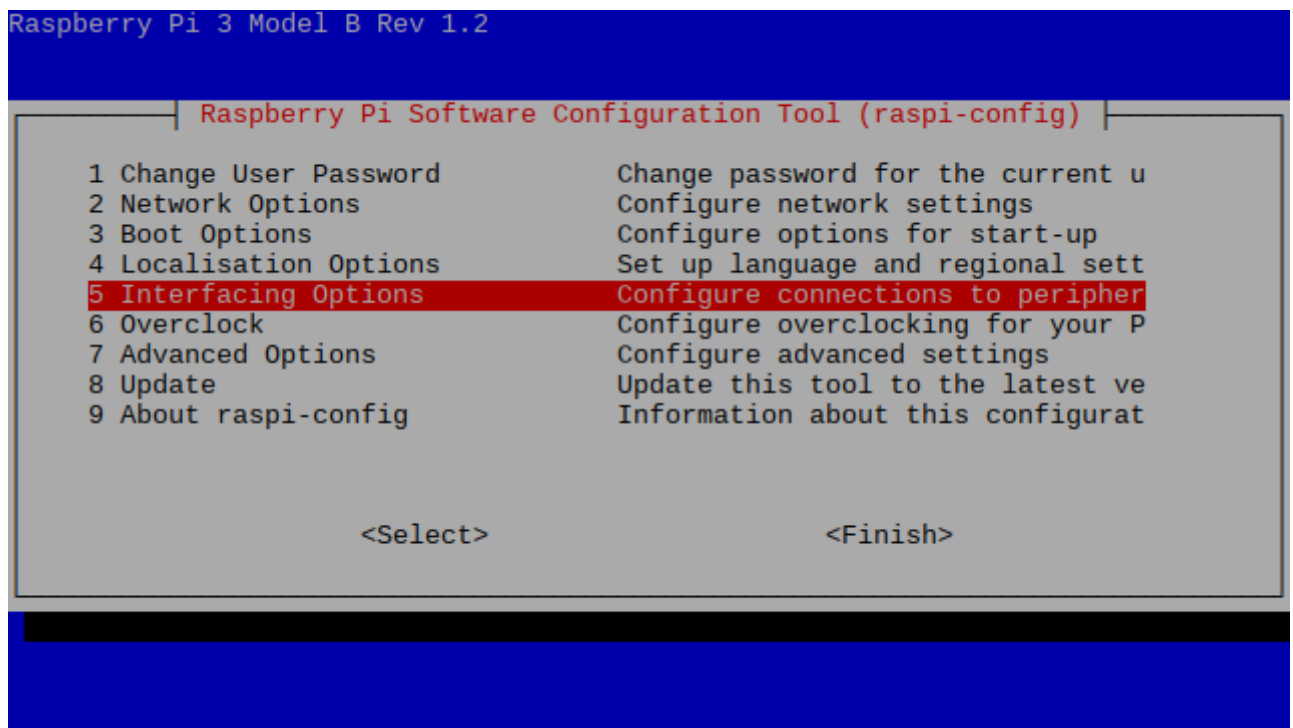 Raspberry Pi 3 Model B Rev 1.2
Raspberry Pi Software Configuration Tool (raspi-config)
1 Change User Password Change password for the current u
2 Network Options Configure network settings
3 Boot Options Configure options for start-up
4 Localisation Options Set up language and regional sett
5 Interfacing Options Configure connections to peripher
6 Overclock Configure overclocking for your P
7 Advanced Options Configure advanced settings
8 Update Update this tool to the latest ve
9 About raspi-config Information about this configurat
<Select> <Finish>